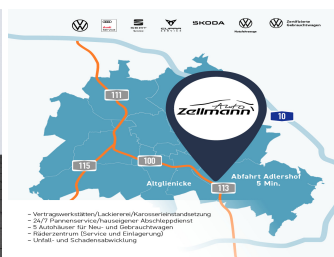 SEAT
CUPRA
SERVICE
SKODA
Nutzfahrzeuge
Zertifizierte
Gebrauchtwagen
111
10
Auto
Zellmann
115
100
113
Abfahrt Adlershof
5 Min.
Altglienicke
– Vertragswerkstätten/Lackiererei/Karosserieinstandsetzung
– 24/7 Pannenservice/hauseigener Abschleppdienst
– 5 Autohäuser für Neu- und Gebrauchtwagen
– Räderzentrum (Service und Einlagerung)
– Unfall- und Schadensabwicklung